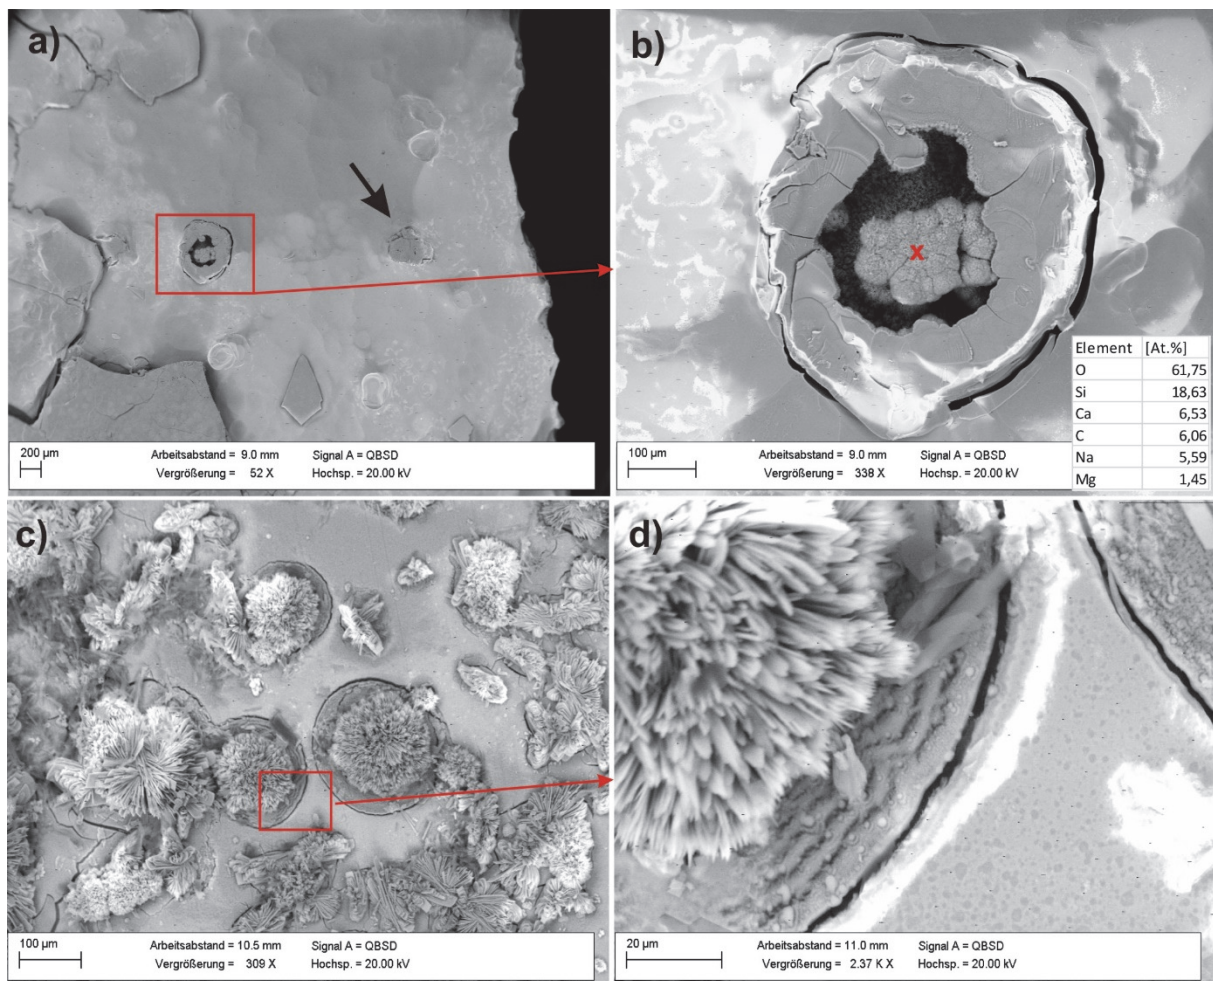 a)
200 µm
Arbeitsabstand = 9.0 mm Signal A = QBSD
Vergrößerung = 52 X Hochsp. = 20.00 kV
b)
x
Element [At.%]
O 61,75
Si 18,63
Ca 6,53
C 6,06
Na 5,59
Mg 1,45
100 µm
Arbeitsabstand = 9.0 mm Signal A = QBSD
Vergrößerung = 338 X Hochsp. = 20.00 kV
c)
100 µm
Arbeitsabstand = 10.5 mm Signal A = QBSD
Vergrößerung = 309 X Hochsp. = 20.00 kV
d)
20 µm
Arbeitsabstand = 11.0 mm Signal A = QBSD
Vergrößerung = 2.37 K X Hochsp. = 20.00 kV